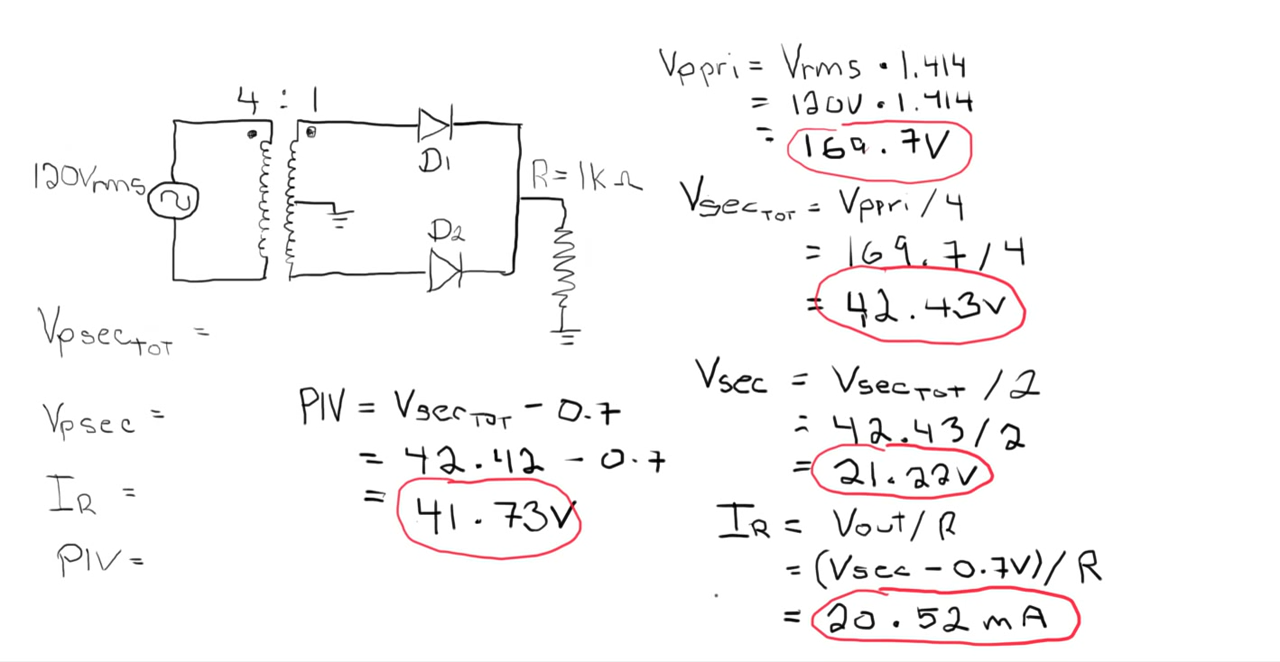 4 : 1
120Vrms
D1
D2
R = 1K Ω
VpsecTOT =
Vpsec =
IR =
PIV =
PIV = VsecTOT - 0.7
= 42.42 - 0.7
= 41.73V
Vppri = Vrms • 1.414
= 120V • 1.414
= 169.7V
VsecTOT = Vppri / 4
= 169.7 / 4
= 42.43V
Vsec = VsecTOT / 2
= 42.43 / 2
= 21.22V
IR = Vout / R
= (Vsec - 0.7V) / R
= 20.52 mA